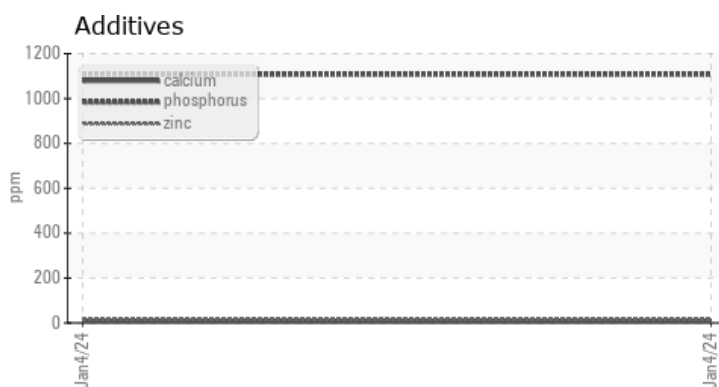 Additives
1200
1000
800
600
400
200
0
ppm
calcium
phosphorus
zinc
Jan4/24
Jan4/24